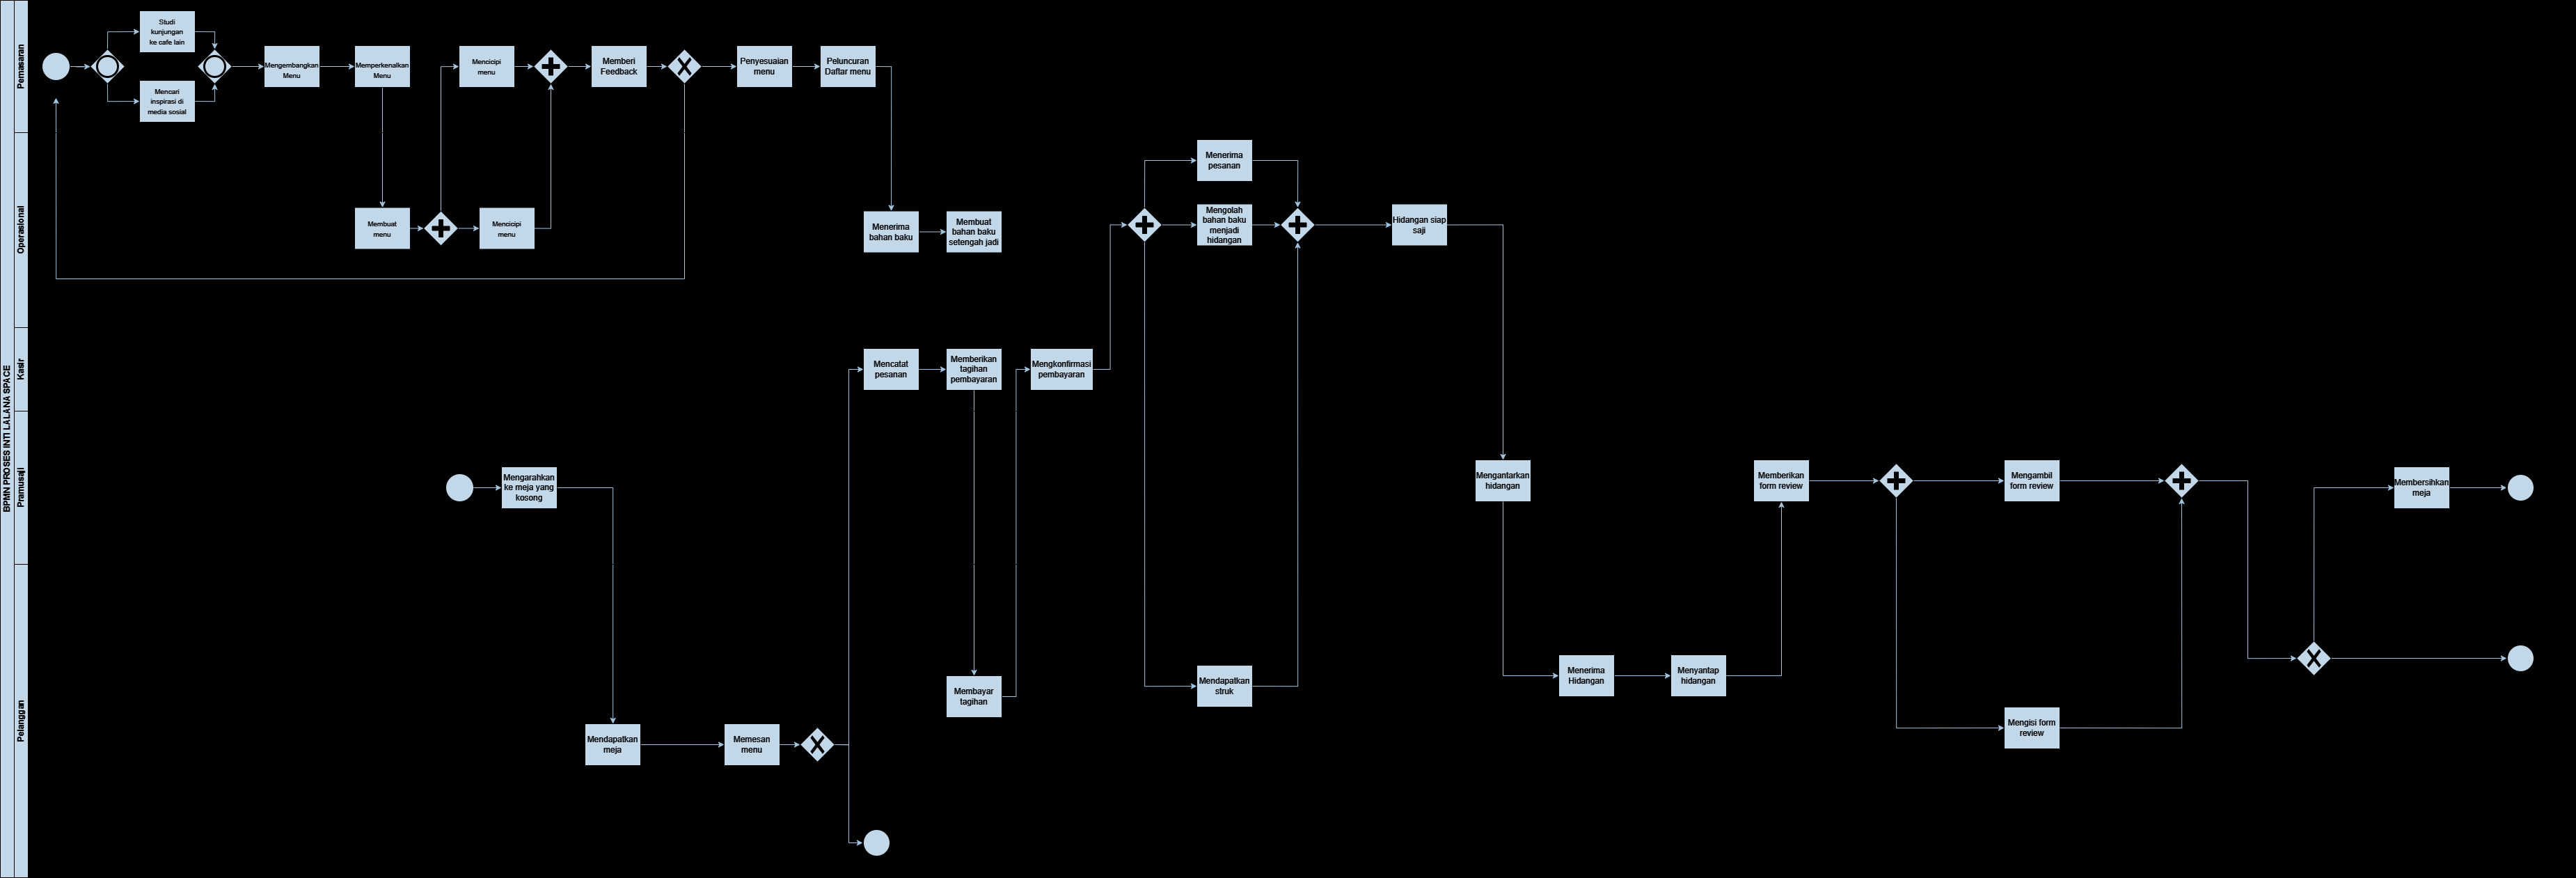 BPMN PROSES INTI LALANA SPACE
Pemasaran
Studi
kunjungan
ke cafe lain
Mencari
inspirasi di
media sosial
Mengembangkan
Menu
Memperkenalkan
Menu
Mencicipi
menu
Memberi
Feedback
Penyesuaian
menu
Peluncuran
Daftar menu
Operasional
Membuat
menu
Mencicipi
menu
Menerima
bahan baku
Membuat
bahan baku
setengah jadi
Menerima
pesanan
Mengolah
bahan baku
menjadi
hidangan
Hidangan siap
saji
Kasir
Mencatat
pesanan
Memberikan
tagihan
pembayaran
Mengkonfirmasi
pembayaran
Pramusaji
Mengarahkan
ke meja yang
kosong
Mengantarkan
hidangan
Memberikan
form review
Mengambil
form review
Membersihkan
meja
Pelanggan
Mendapatkan
meja
Memesan
menu
Membayar
tagihan
Mendapatkan
struk
Menerima
Hidangan
Menyantap
hidangan
Mengisi form
review